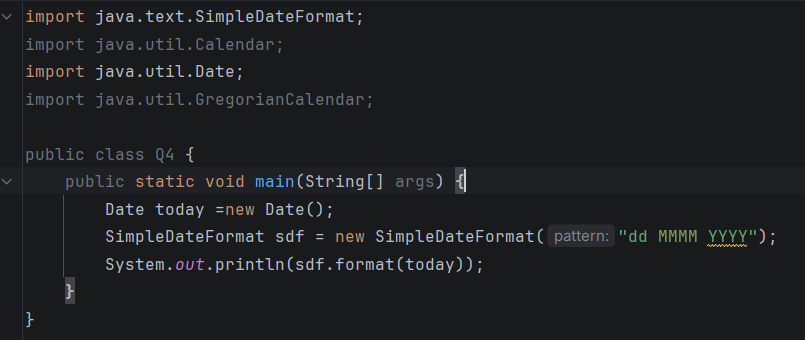 import java.text.SimpleDateFormat;
import java.util.Calendar;
import java.util.Date;
import java.util.GregorianCalendar;
public class Q4 {
public static void main(String[] args) {
Date today =new Date();
SimpleDateFormat sdf = new SimpleDateFormat( pattern: "dd MMMM YYYY");
System.out.println(sdf.format(today));
}
}